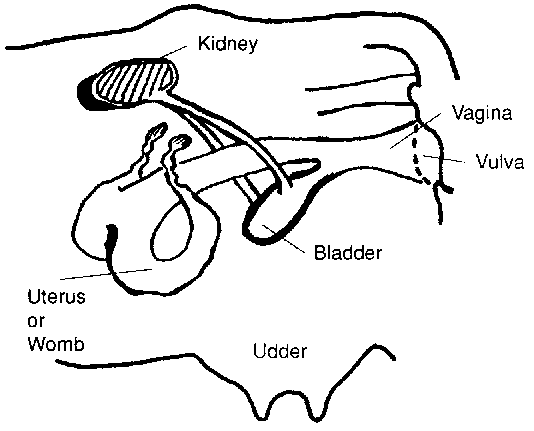 Kidney
Vagina
Vulva
Bladder
Uterus
or
Womb
Udder